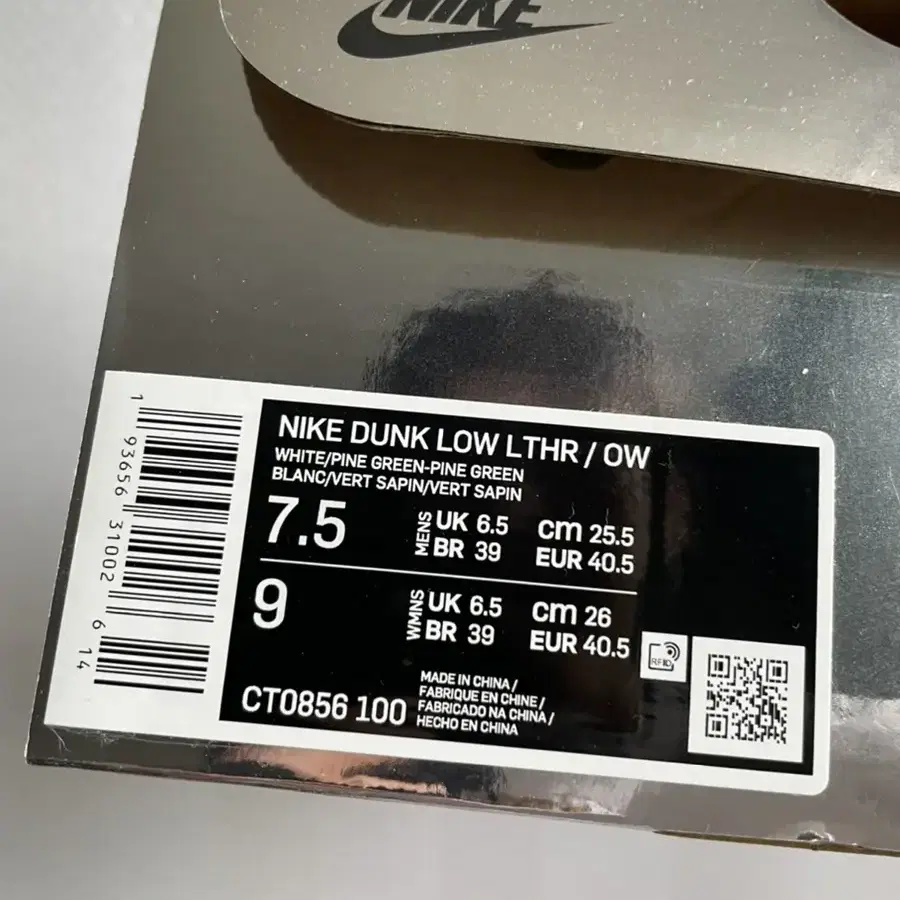 NIKE
NIKE DUNK LOW LTHR / OW
WHITE/PINE GREEN-PINE GREEN
BLANC/VERT SAPIN/VERT SAPIN
7.5 MENS UK 6.5 cm 25.5
BR 39 EUR 40.5
9 WMNS UK 6.5 cm 26
BR 39 EUR 40.5
RFID
CT0856 100
MADE IN CHINA /
FABRIQUE EN CHINE /
FABRICADO NA CHINA /
HECHO EN CHINA
1 93656 31002 6 14